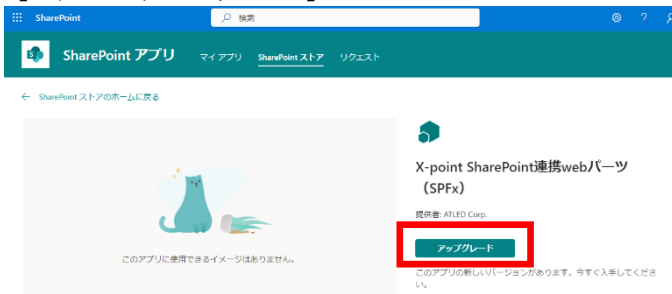 SharePoint
検索
?
SharePoint アプリ
マイ アプリ
SharePoint ストア
リクエスト
← SharePoint ストアのホームに戻る
X-point SharePoint連携webパーツ
（SPFx）
提供者: ATLED Corp.
アップグレード
このアプリに使用できるイメージはありません。
このアプリの新しいバージョンがあります。今すぐ入手してくださ
い。